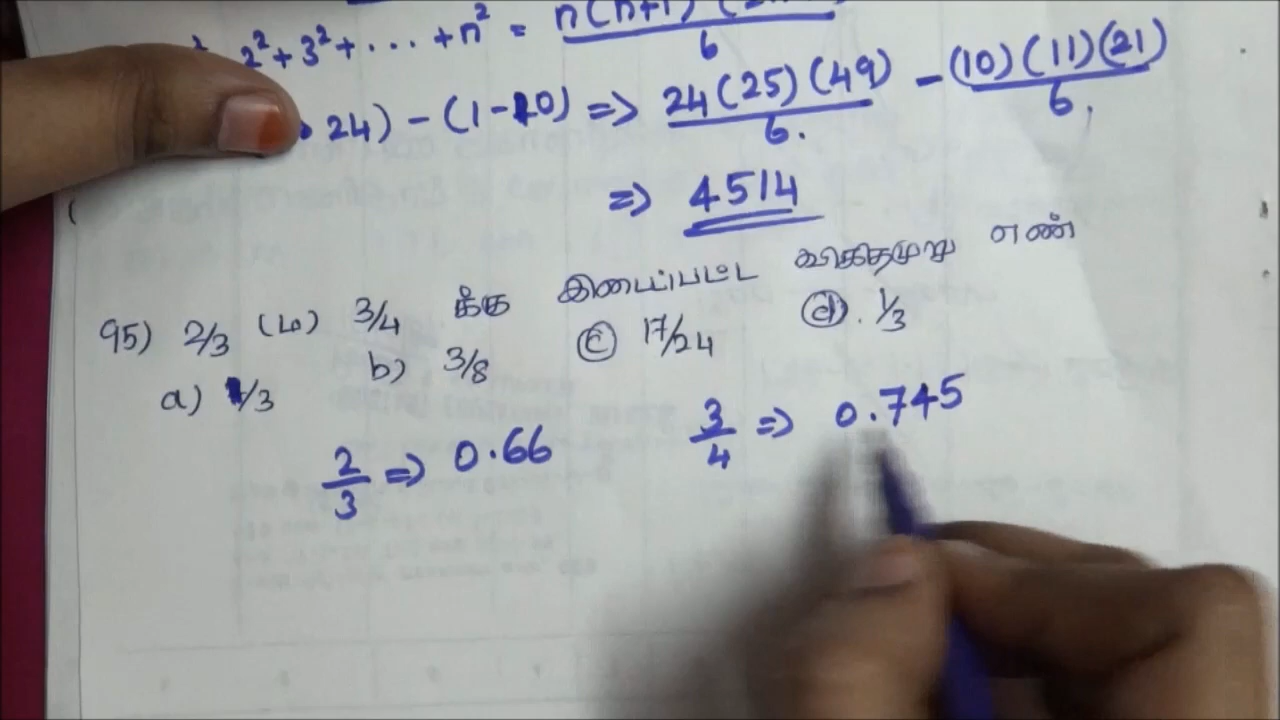 2² + 3² + ... + n² = n(n+1) / 6
24) - (1-10) => 24(25)(49) / 6. - (10)(11)(21) / 6.
=> 4514
95) 2/3 (ம) 3/4 க்கு இடைப்பட்ட விகிதமுறு எண்
a) 1/3 b) 3/8 c 17/24 d. 1/3
2/3 => 0.66 3/4 => 0.745